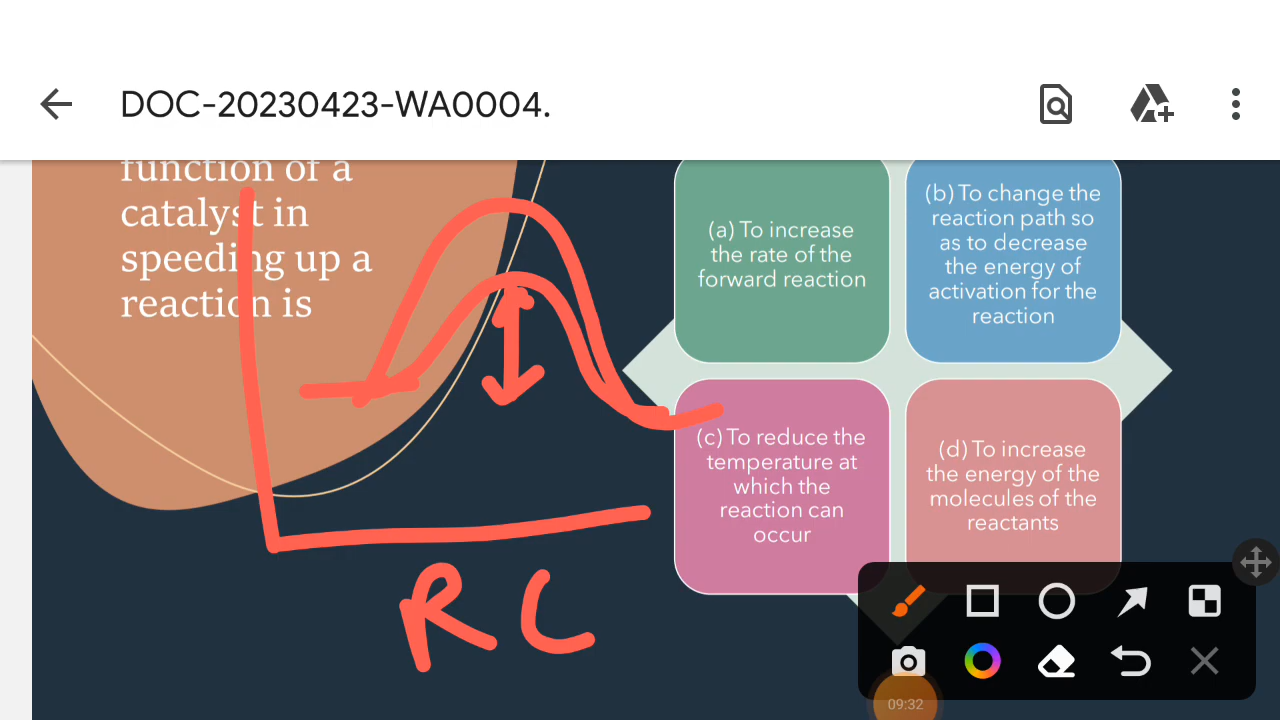 DOC-20230423-WA0004.
function of a
catalyst in
speeding up a
reaction is
(a) To increase
the rate of the
forward reaction
(b) To change the
reaction path so
as to decrease
the energy of
activation for the
reaction
(c) To reduce the
temperature at
which the
reaction can
occur
(d) To increase
the energy of the
molecules of the
reactants
RC
09:32